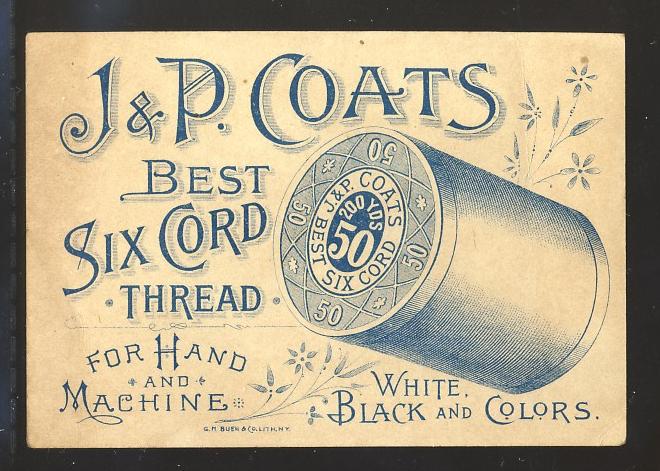 J & P. COATS
BEST
SIX CORD
THREAD
FOR HAND
AND
MACHINE
WHITE,
BLACK AND COLORS.
50
50
50
50
J. & P. COATS
200 YDS
50
BEST SIX CORD
G.H. BUEK & CO. LITH. N.Y.